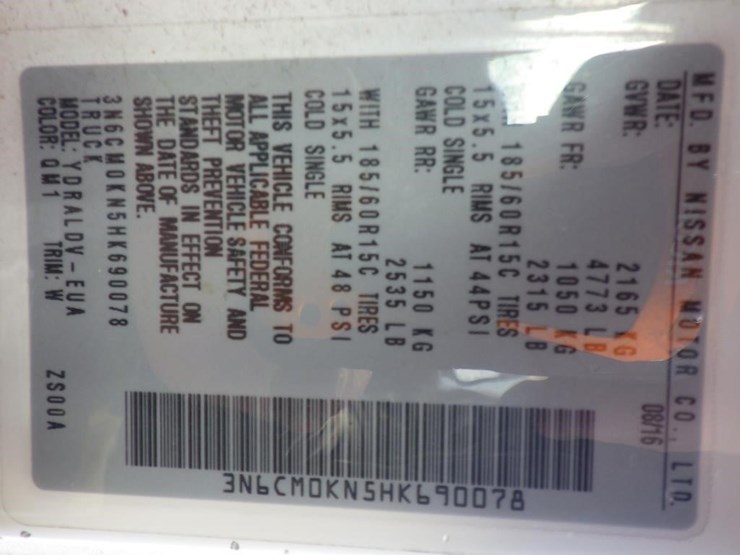 MFD. BY NISSAN MOTOR CO., LTD.
DATE: 08/16
GVWR: 2165 KG
4773 LB
GAWR FR: 1050 KG
2315 LB
185/60R15C TIRES
15x5.5 RIMS AT 44PSI
COLD SINGLE
GAWR RR: 1150 KG
2535 LB
WITH 185/60R15C TIRES
15x5.5 RIMS AT 48 PSI
COLD SINGLE
THIS VEHICLE CONFORMS TO
ALL APPLICABLE FEDERAL
MOTOR VEHICLE SAFETY AND
THEFT PREVENTION
STANDARDS IN EFFECT ON
THE DATE OF MANUFACTURE
SHOWN ABOVE.
3N6CM0KN5HK690078
TRUCK
MODEL: YDRALDV-EUA
COLOR: QM1 TRIM: W ZS00A
3N6CM0KN5HK690078